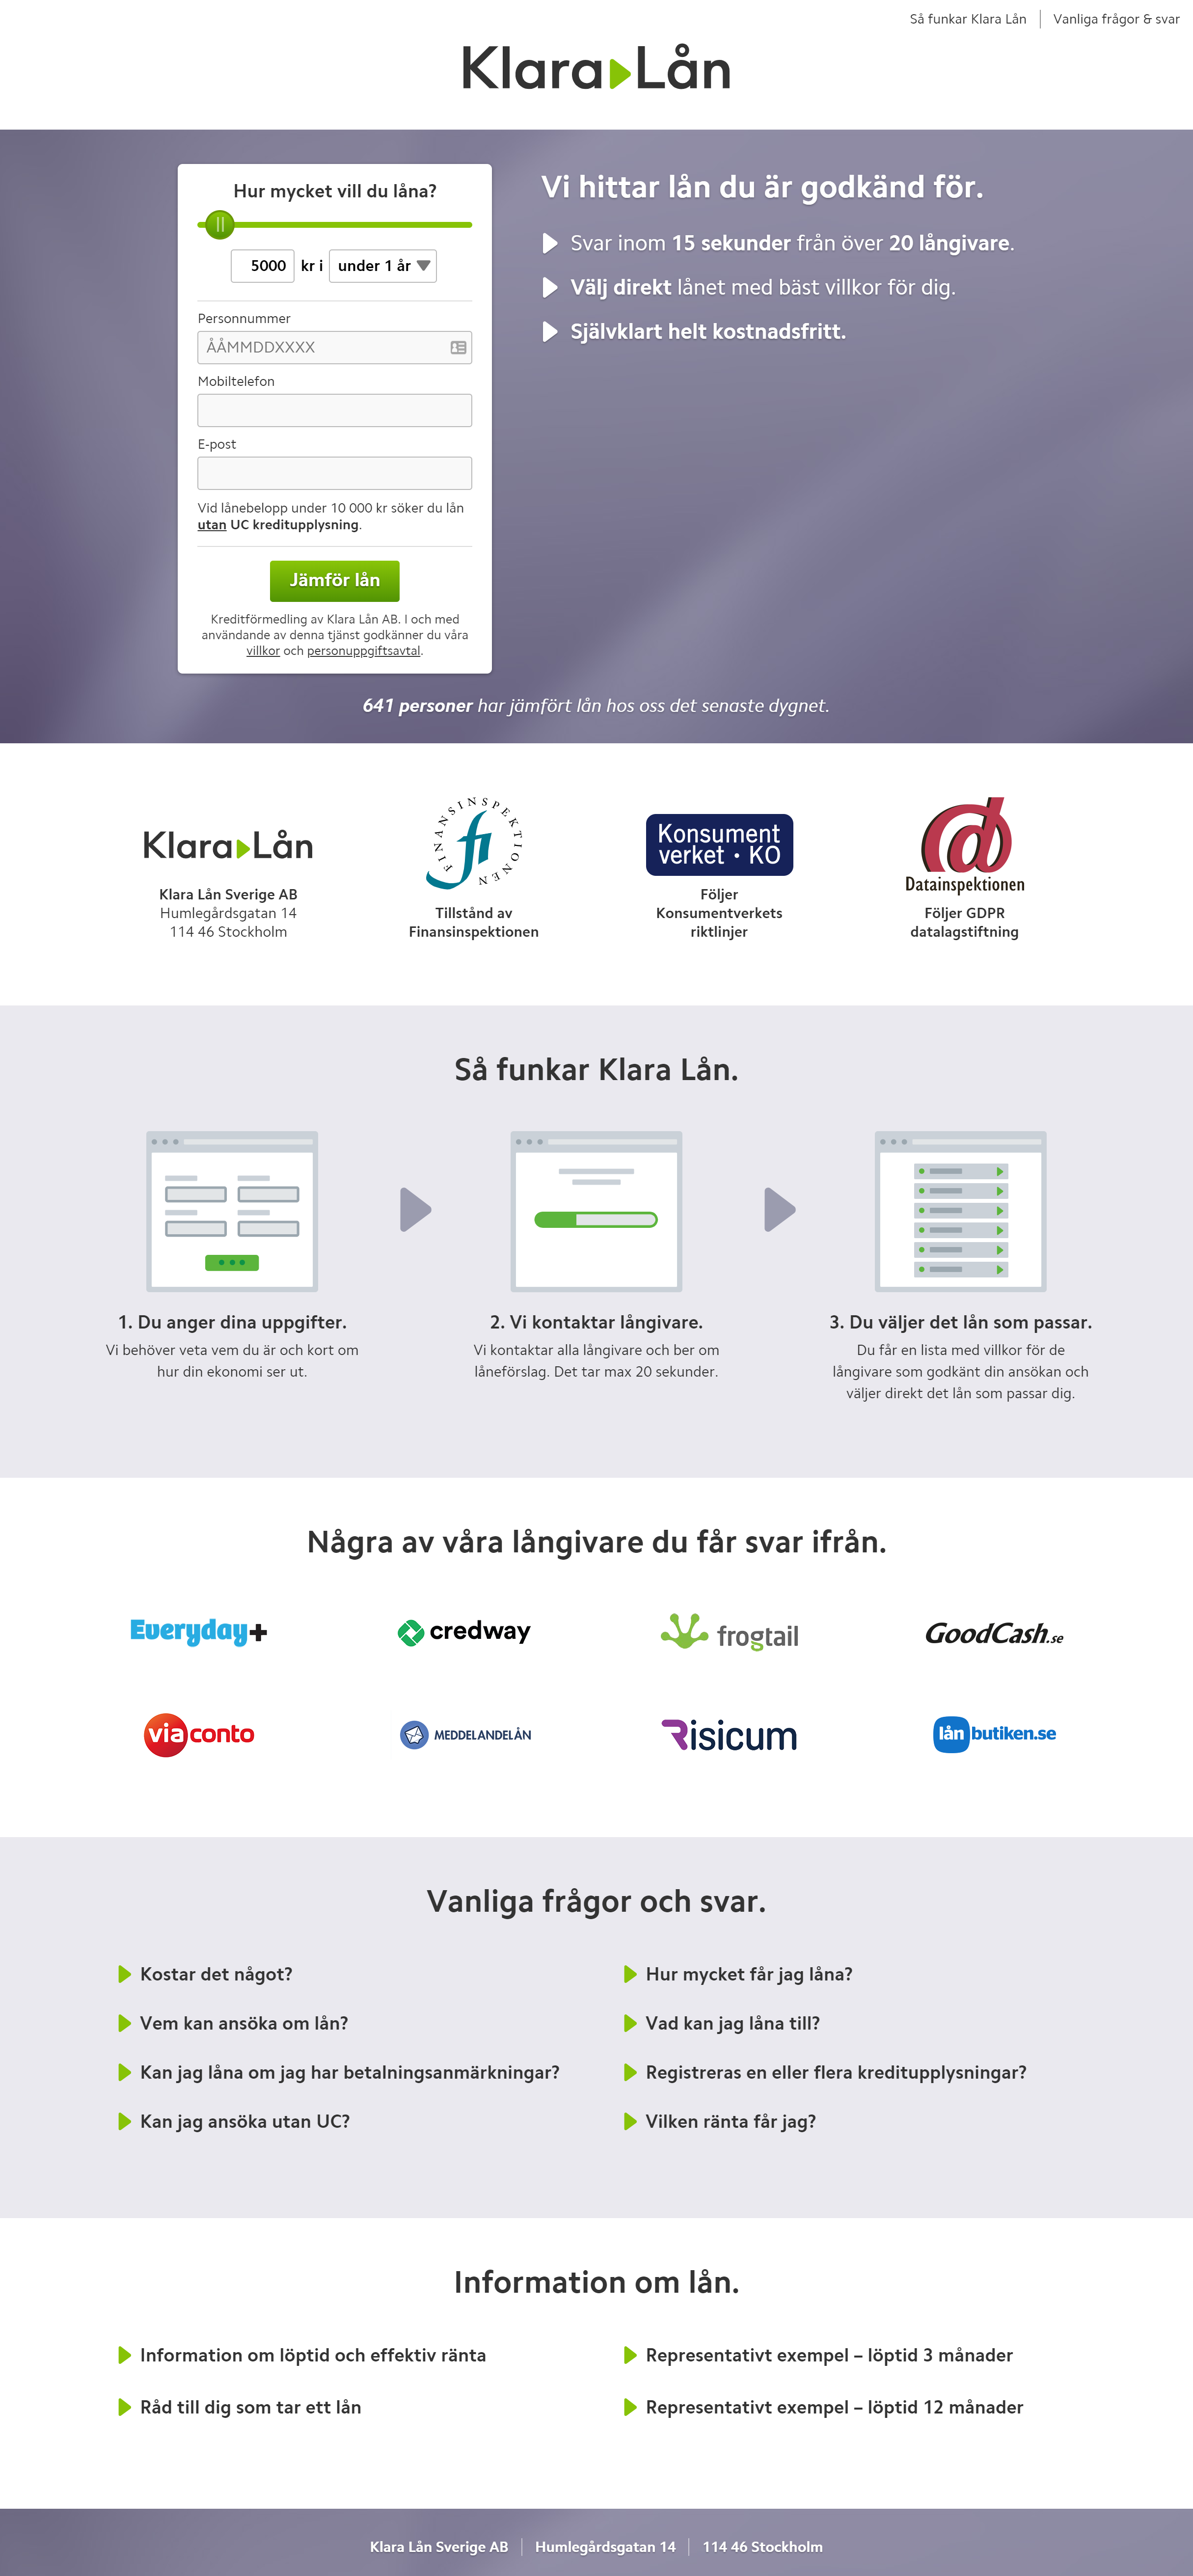 Så funkar Klara Lån
Vanliga frågor & svar
Klara Lån
Hur mycket vill du låna?
5000 kr i under 1 år
Personnummer
ÅÅMMDDXXXX
Mobiltelefon
E-post
Vid lånebelopp under 10 000 kr söker du lån
utan UC kreditupplysning.
Jämför lån
Kreditförmedling av Klara Lån AB. I och med
användande av denna tjänst godkänner du våra
villkor och personuppgiftsavtal.
Vi hittar lån du är godkänd för.
Svar inom 15 sekunder från över 20 långivare.
Välj direkt lånet med bäst villkor för dig.
Självklart helt kostnadsfritt.
641 personer har jämfört lån hos oss det senaste dygnet.
Klara Lån
Klara Lån Sverige AB
Humlegårdsgatan 14
114 46 Stockholm
FINANSINSPEKTIONEN
fi
Tillstånd av
Finansinspektionen
Konsument
verket • KO
Följer
Konsumentverkets
riktlinjer
Datainspektionen
Följer GDPR
datalagstiftning
Så funkar Klara Lån.
1. Du anger dina uppgifter.
Vi behöver veta vem du är och kort om
hur din ekonomi ser ut.
2. Vi kontaktar långivare.
Vi kontaktar alla långivare och ber om
låneförslag. Det tar max 20 sekunder.
3. Du väljer det lån som passar.
Du får en lista med villkor för de
långivare som godkänt din ansökan och
väljer direkt det lån som passar dig.
Några av våra långivare du får svar ifrån.
Everyday+
credway
frogtail
GoodCash.se
viaconto
MEDDELANDELÅN
Risicum
lånbutiken.se
Vanliga frågor och svar.
Kostar det något?
Vem kan ansöka om lån?
Kan jag låna om jag har betalningsanmärkningar?
Kan jag ansöka utan UC?
Hur mycket får jag låna?
Vad kan jag låna till?
Registreras en eller flera kreditupplysningar?
Vilken ränta får jag?
Information om lån.
Information om löptid och effektiv ränta
Råd till dig som tar ett lån
Representativt exempel – löptid 3 månader
Representativt exempel – löptid 12 månader
Klara Lån Sverige AB
Humlegårdsgatan 14
114 46 Stockholm